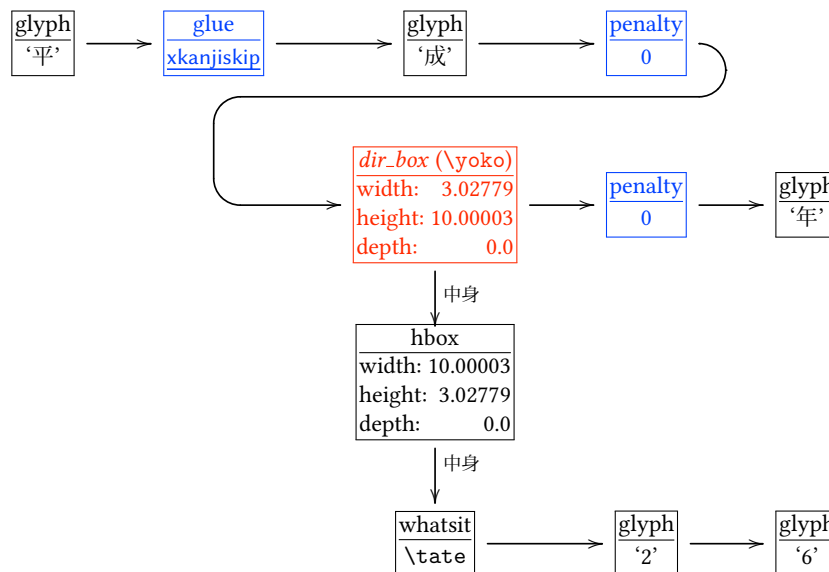 glyph
‘平’
glue
xkanjiskip
glyph
‘成’
penalty
0
dir_box (\yoko)
width: 3.02779
height: 10.00003
depth: 0.0
penalty
0
glyph
‘年’
中身
hbox
width: 10.00003
height: 3.02779
depth: 0.0
中身
whatsit
\tate
glyph
‘2’
glyph
‘6’